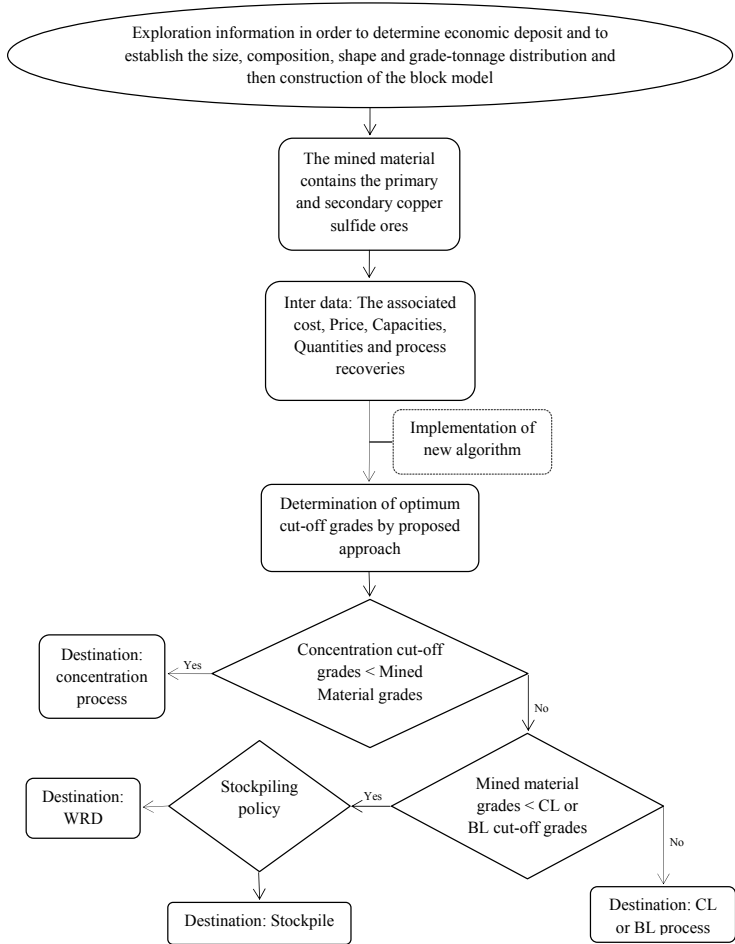 Exploration information in order to determine economic deposit and to
establish the size, composition, shape and grade-tonnage distribution and
then construction of the block model
The mined material
contains the primary
and secondary copper
sulfide ores
Inter data: The associated
cost, Price, Capacities,
Quantities and process
recoveries
Implementation of
new algorithm
Determination of optimum
cut-off grades by proposed
approach
Concentration cut-off
grades < Mined
Material grades
Yes
Destination:
concentration
process
No
Mined material
grades < CL or
BL cut-off grades
Yes
Stockpiling
policy
Destination:
WRD
No
Destination: Stockpile
Destination: CL
or BL process